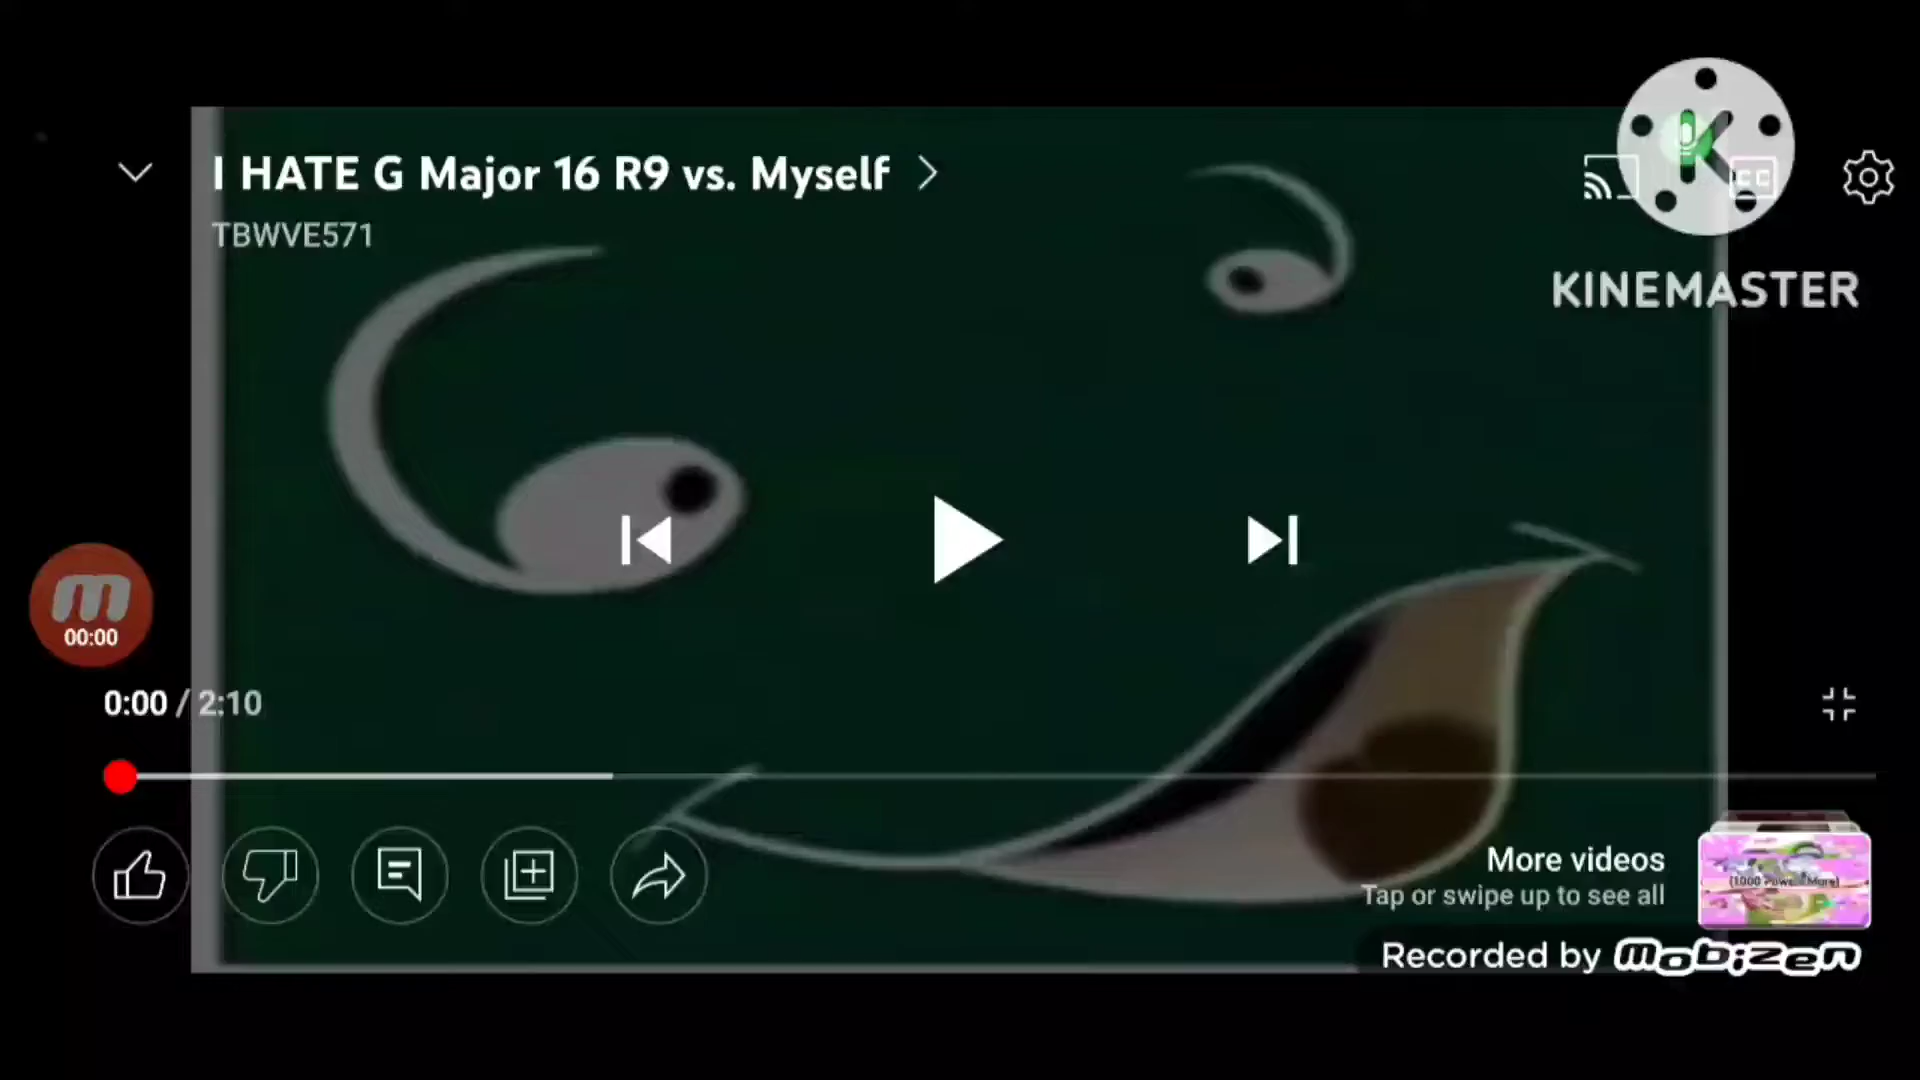 I HATE G Major 16 R9 vs. Myself
TBWVE571
K
CC
KINEMASTER
m
00:00
0:00 / 2:10
More videos
Tap or swipe up to see all
Recorded by mobizen